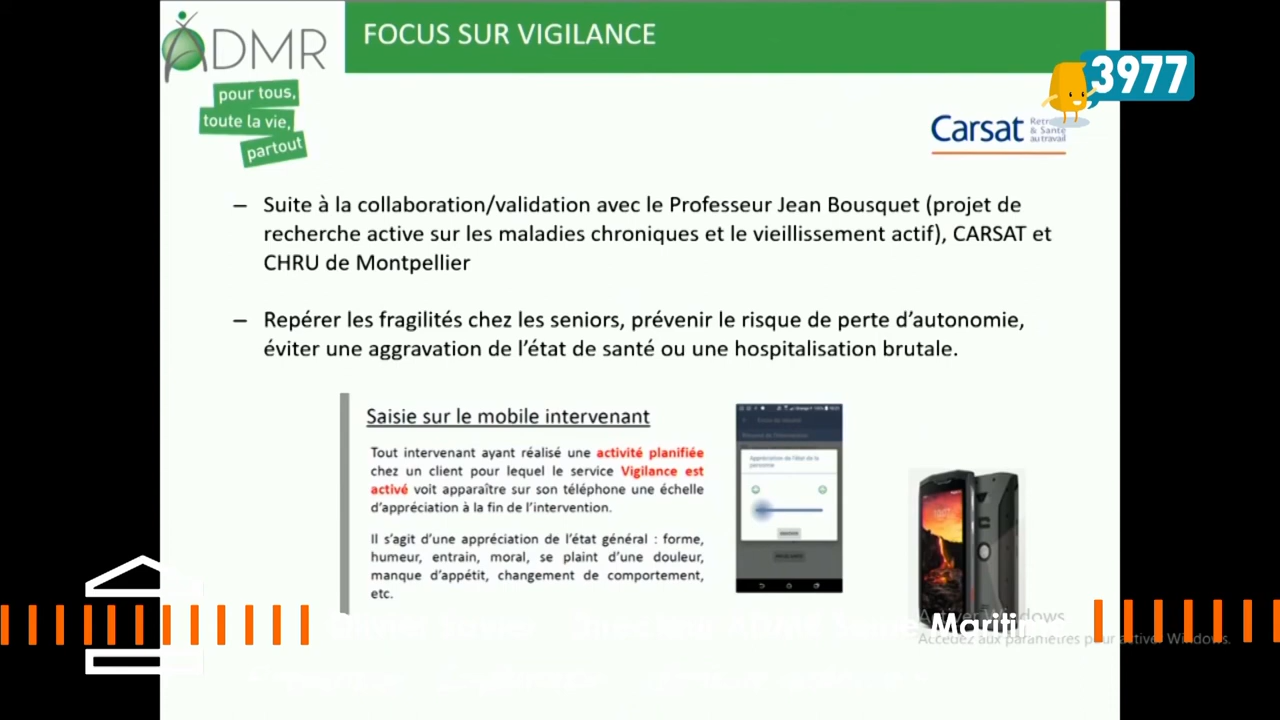 ADMR
pour tous,
toute la vie,
partout
FOCUS SUR VIGILANCE
3977
Carsat
Retr
& Santé
au travail
– Suite à la collaboration/validation avec le Professeur Jean Bousquet (projet de
recherche active sur les maladies chroniques et le vieillissement actif), CARSAT et
CHRU de Montpellier
– Repérer les fragilités chez les seniors, prévenir le risque de perte d’autonomie,
éviter une aggravation de l’état de santé ou une hospitalisation brutale.
Saisie sur le mobile intervenant
Tout intervenant ayant réalisé une activité planifiée
chez un client pour lequel le service Vigilance est
activé voit apparaître sur son téléphone une échelle
d’appréciation à la fin de l’intervention.
Il s’agit d’une appréciation de l’état général : forme,
humeur, entrain, moral, se plaint d’une douleur,
manque d’appétit, changement de comportement,
etc.
Appréciation de l'état de la
personne
Activer Windows
Accédez aux paramètres pour activer Windows.